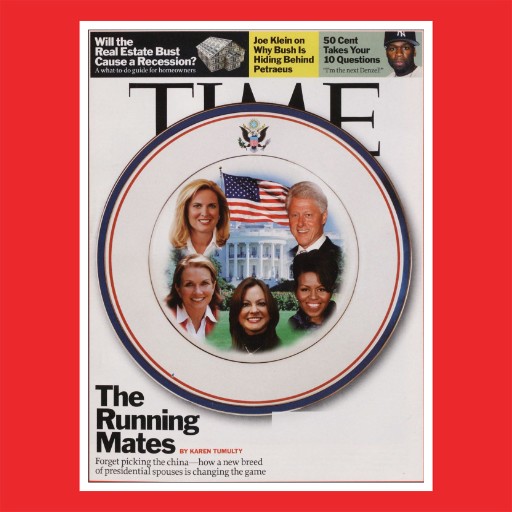 Will the
Real Estate Bust
Cause a Recession?
A what-to-do guide for homeowners
Joe Klein on
Why Bush Is
Hiding Behind
Petraeus
50 Cent
Takes Your
10 Questions
"I'm the next Denzel"
TIME
The
Running
Mates BY KAREN TUMULTY
Forget picking the china—how a new breed
of presidential spouses is changing the game